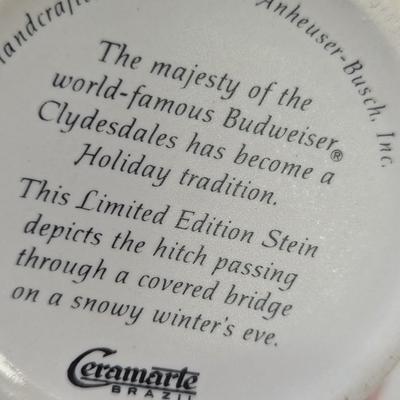 Handcrafted
Anheuser-Busch, Inc.
The majesty of the
world-famous Budweiser®
Clydesdales has become a
Holiday tradition.
This Limited Edition Stein
depicts the hitch passing
through a covered bridge
on a snowy winter's eve.
Ceramarte
BRAZIL